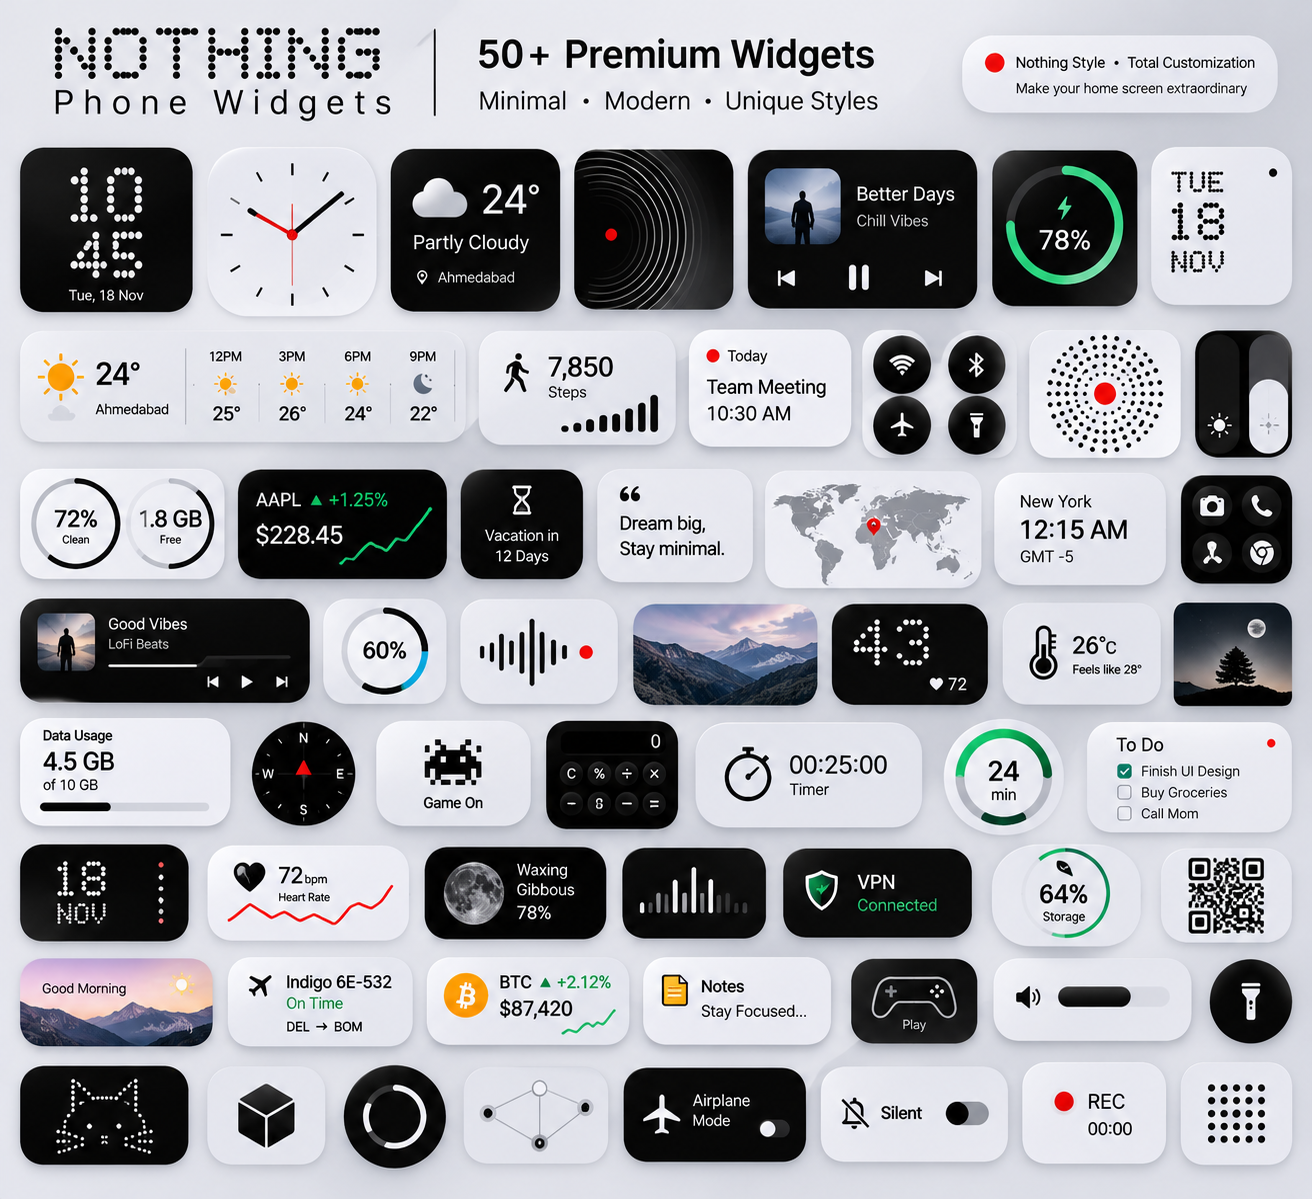 NOTHING
Phone Widgets
50+ Premium Widgets
Minimal • Modern • Unique Styles
Nothing Style • Total Customization
Make your home screen extraordinary
10
45
Tue, 18 Nov
24°
Partly Cloudy
Ahmedabad
Better Days
Chill Vibes
78%
TUE
18
NOV
24°
Ahmedabad
12PM 3PM 6PM 9PM
25° 26° 24° 22°
7,850
Steps
Today
Team Meeting
10:30 AM
72%
Clean
1.8 GB
Free
AAPL ▲ +1.25%
$228.45
Vacation in
12 Days
“
Dream big,
Stay minimal.
New York
12:15 AM
GMT -5
Good Vibes
LoFi Beats
60%
43
72
26°C
Feels like 28°
Data Usage
4.5 GB
of 10 GB
N
W E
S
Game On
0
C % ÷ ×
− 8 − =
00:25:00
Timer
24
min
To Do
Finish UI Design
Buy Groceries
Call Mom
18
NOV
72 bpm
Heart Rate
Waxing
Gibbous
78%
VPN
Connected
64%
Storage
Good Morning
Indigo 6E-532
On Time
DEL → BOM
BTC ▲ +2.12%
$87,420
Notes
Stay Focused...
Play
Airplane
Mode
Silent
REC
00:00